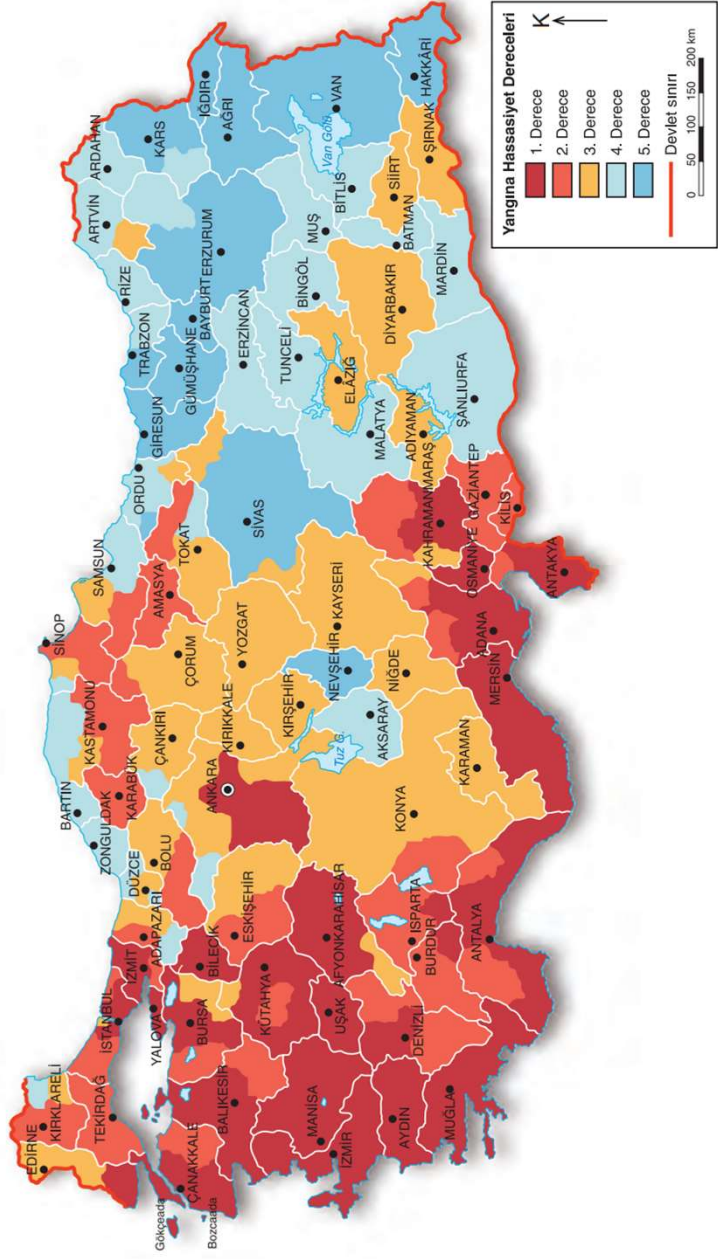 EDİRNE
KIRKLARELİ
TEKİRDAĞ
İSTANBUL
Gökçeada
Bozcaada
ÇANAKKALE
BALIKESİR
YALOVA
BURSA
İZMİT
ADAPAZARI
BİLECİK
KÜTAHYA
ESKİŞEHİR
MANİSA
İZMİR
UŞAK
AFYONKARAHİSAR
AYDIN
DENİZLİ
MUĞLA
ISPARTA
BURDUR
ANTALYA
DÜZCE
BOLU
ZONGULDAK
BARTIN
KARABÜK
KASTAMONU
SİNOP
ÇANKIRI
ANKARA
KIRIKKALE
ÇORUM
SAMSUN
AMASYA
TOKAT
YOZGAT
KIRŞEHİR
Tuz G.
NEVŞEHİR
KAYSERİ
AKSARAY
NİĞDE
KONYA
KARAMAN
MERSİN
ADANA
ANTAKYA
OSMANİYE
KİLİS
GAZİANTEP
KAHRAMANMARAŞ
SİVAS
ORDU
GİRESUN
TRABZON
GÜMÜŞHANE
RİZE
BAYBURT
ERZURUM
ARTVİN
ARDAHAN
KARS
IĞDIR
AĞRI
ERZİNCAN
TUNCELİ
BİNGÖL
MUŞ
ELAZIĞ
MALATYA
ADIYAMAN
DİYARBAKIR
ŞANLIURFA
MARDİN
BATMAN
SİİRT
BİTLİS
Van Gölü
VAN
ŞIRNAK
HAKKÂRİ
Yangına Hassasiyet Dereceleri
1. Derece
2. Derece
3. Derece
4. Derece
5. Derece
Devlet sınırı
K
0 50 100 150 200 km